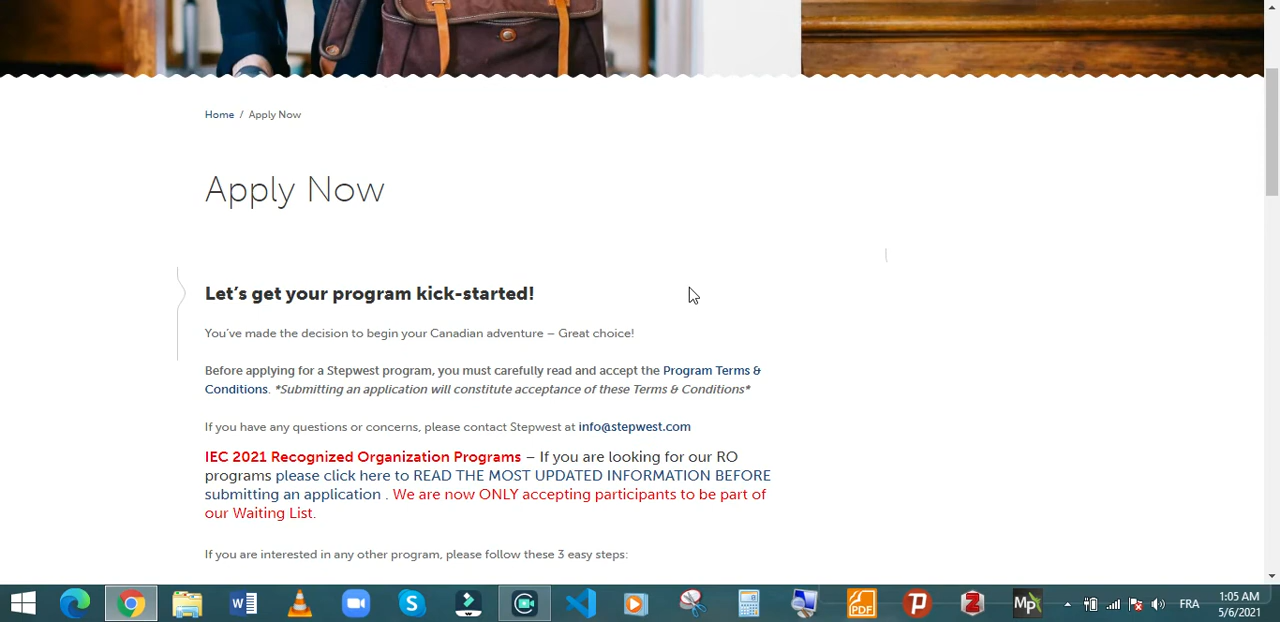 Home / Apply Now
Apply Now
Let's get your program kick-started!
You've made the decision to begin your Canadian adventure – Great choice!
Before applying for a Stepwest program, you must carefully read and accept the Program Terms &
Conditions. *Submitting an application will constitute acceptance of these Terms & Conditions*
If you have any questions or concerns, please contact Stepwest at info@stepwest.com
IEC 2021 Recognized Organization Programs – If you are looking for our RO
programs please click here to READ THE MOST UPDATED INFORMATION BEFORE
submitting an application . We are now ONLY accepting participants to be part of
our Waiting List.
If you are interested in any other program, please follow these 3 easy steps:
PDF
Mp
FRA
1:05 AM
5/6/2021